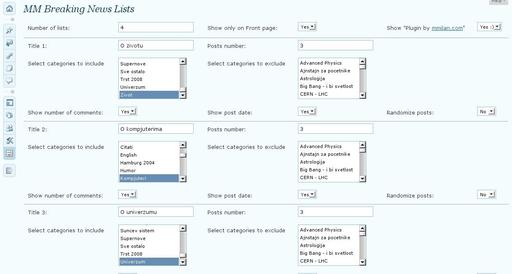 Help
MM Breaking News Lists
Number of lists: 4 Show only on Front page: Yes Show "Plugin by mmilan.com" Yes :)
Title 1: O zivotu Posts number: 3
Select categories to include Select categories to exclude
Supernove Advanced Physics
Sve ostalo Ajnstajn za pocetnike
Trst 2008 Astrologija
Univerzum Big Bang - i bi svetlost
Zivot CERN - LHC
Show number of comments: Yes Show post date: Yes Randomize posts: No
Title 2: O kompjuterima Posts number: 3
Select categories to include Select categories to exclude
Citati Advanced Physics
English Ajnstajn za pocetnike
Hamburg 2004 Astrologija
Humor Big Bang - i bi svetlost
Kompjuteri CERN - LHC
Show number of comments: Yes Show post date: Yes Randomize posts: No
Title 3: O univerzumu Posts number: 3
Select categories to include Select categories to exclude
Suncev sistem Advanced Physics
Supernove Ajnstajn za pocetnike
Sve ostalo Astrologija
Trst 2008 Big Bang - i bi svetlost
Univerzum CERN - LHC